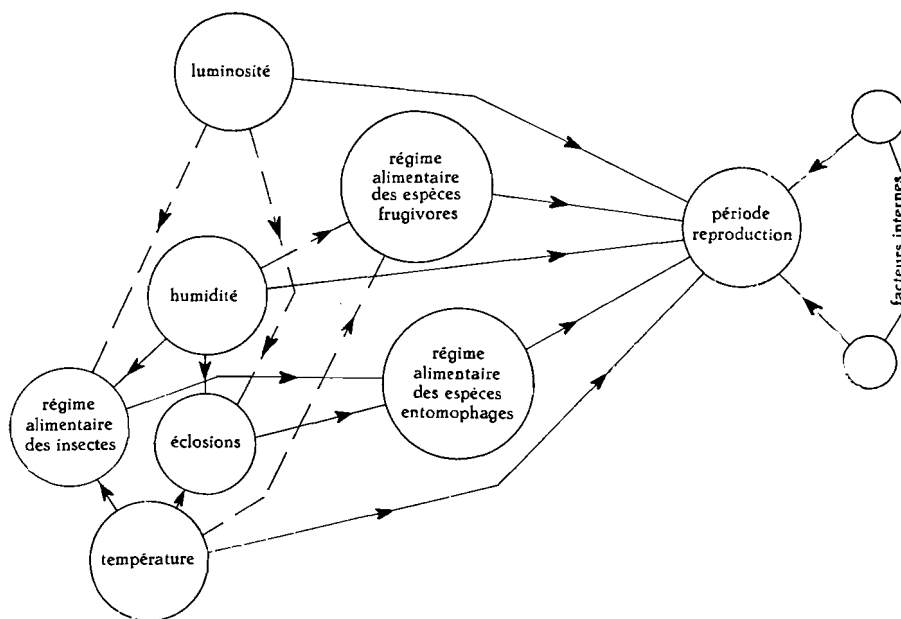 luminosité
régime
alimentaire
des espèces
frugivores
période
reproduction
facteurs internes
humidité
régime
alimentaire
des espèces
entomophages
régime
alimentaire
des insectes
éclosions
température